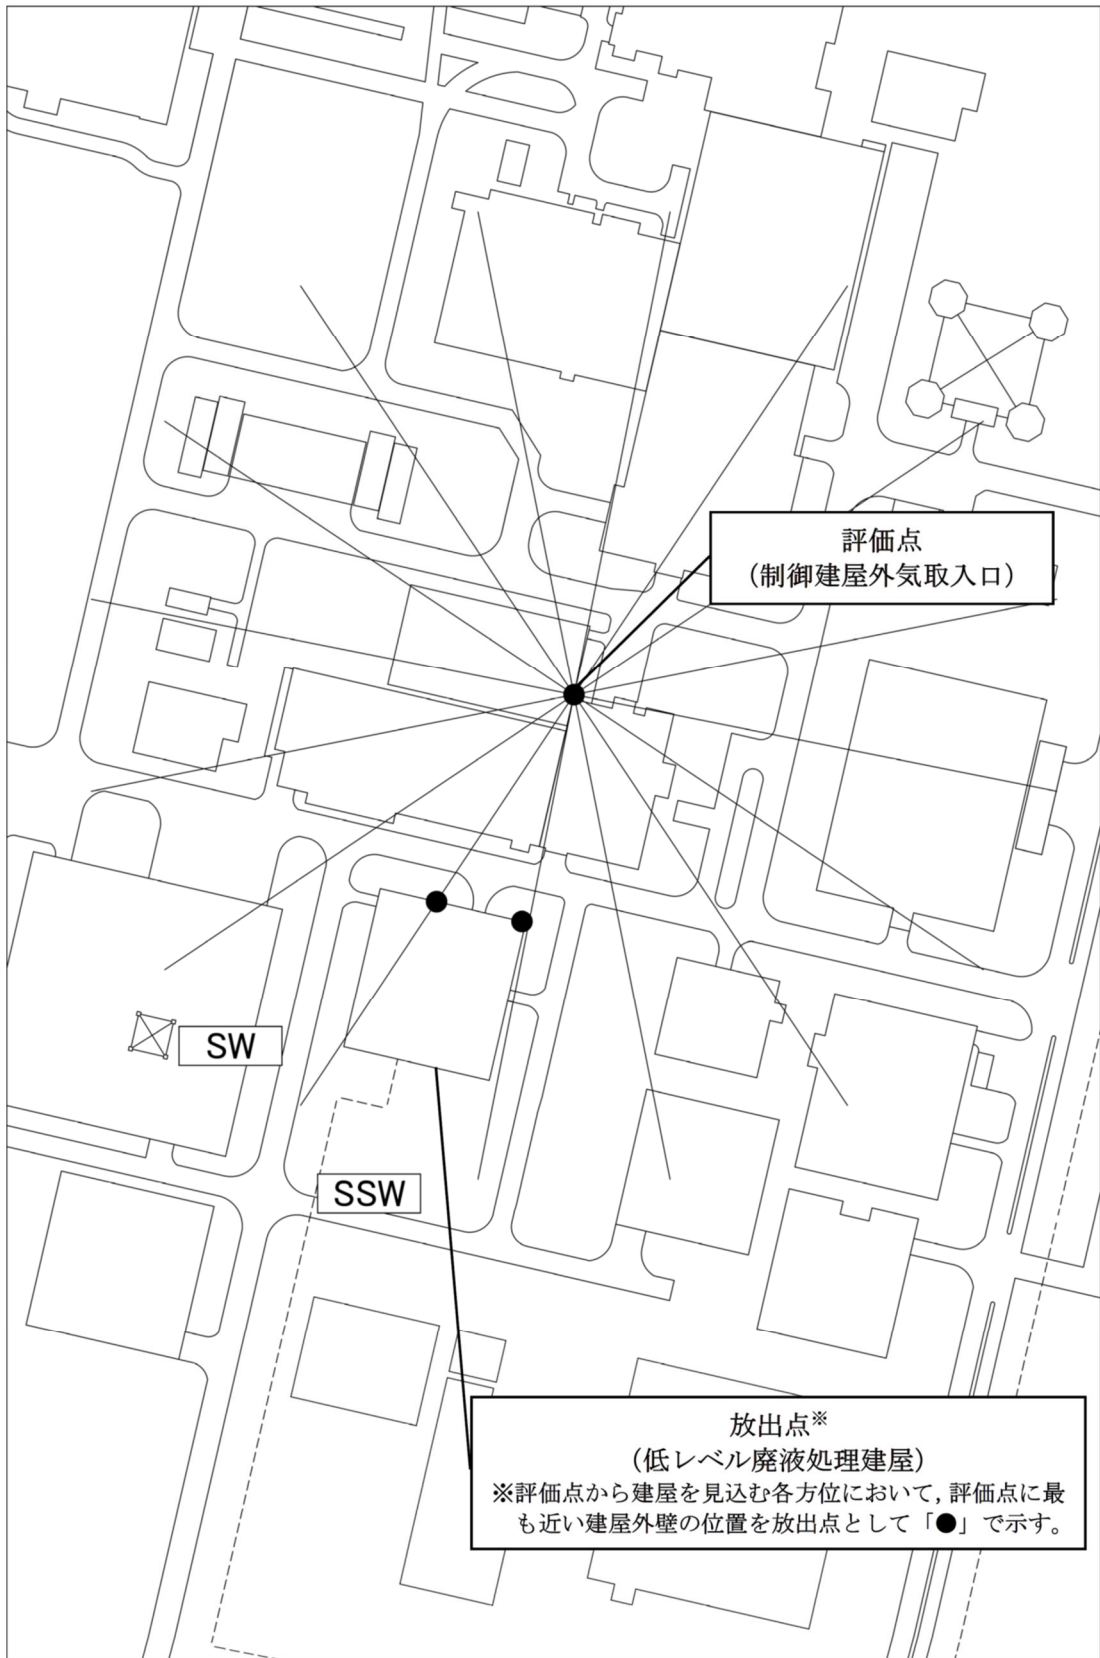 評価点
（制御建屋外気取入口）
SW
SSW
放出点※
（低レベル廃液処理建屋）
※評価点から建屋を見込む各方位において，評価点に最
も近い建屋外壁の位置を放出点として「●」で示す。